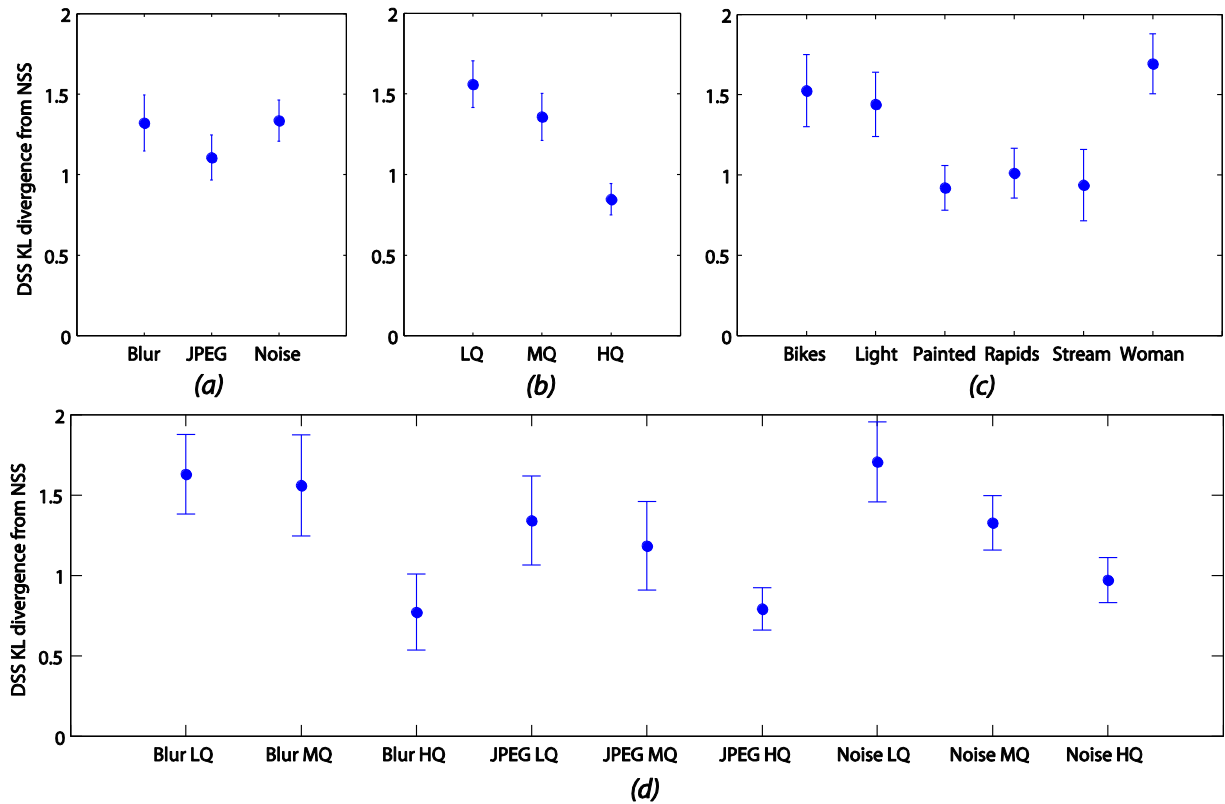 DSS KL divergence from NSS
2
1.5
1
0.5
0
Blur JPEG Noise
(a)
2
1.5
1
0.5
0
LQ MQ HQ
(b)
2
1.5
1
0.5
0
Bikes Light Painted Rapids Stream Woman
(c)
DSS KL divergence from NSS
2
1.5
1
0.5
0
Blur LQ Blur MQ Blur HQ JPEG LQ JPEG MQ JPEG HQ Noise LQ Noise MQ Noise HQ
(d)